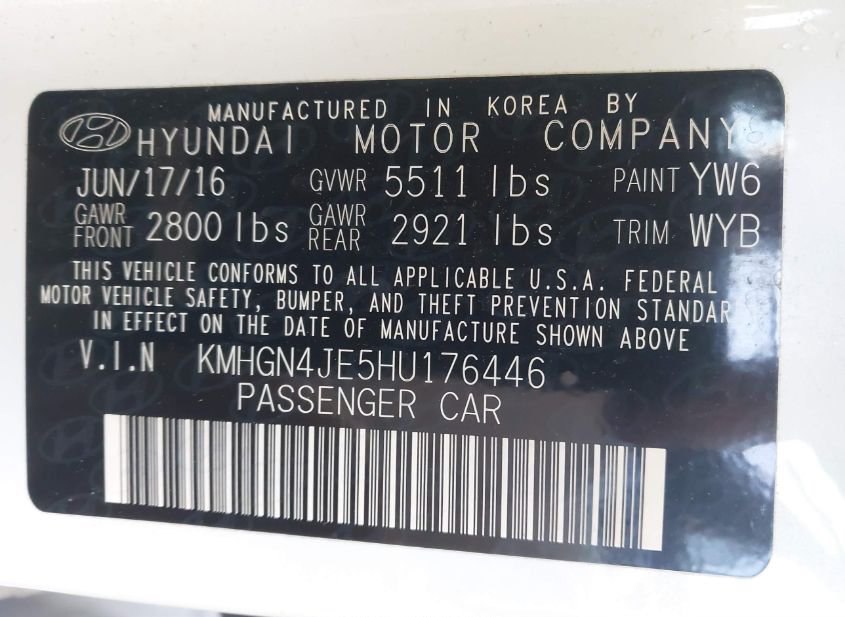 MANUFACTURED IN KOREA BY
HYUNDAI MOTOR COMPANY
JUN/17/16 GVWR 5511 lbs PAINT YW6
GAWR FRONT 2800 lbs GAWR REAR 2921 lbs TRIM WYB
THIS VEHICLE CONFORMS TO ALL APPLICABLE U.S.A. FEDERAL
MOTOR VEHICLE SAFETY, BUMPER, AND THEFT PREVENTION STANDAR
IN EFFECT ON THE DATE OF MANUFACTURE SHOWN ABOVE
V.I.N KMHGN4JE5HU176446
PASSENGER CAR